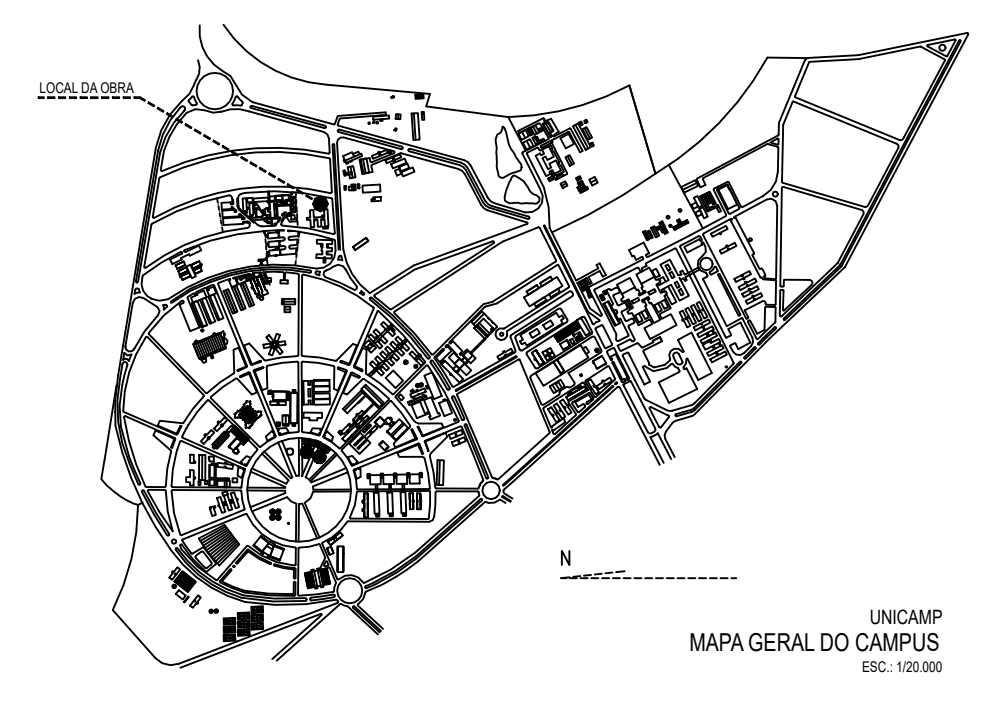 LOCAL DA OBRA
N
UNICAMP
MAPA GERAL DO CAMPUS
ESC.: 1/20.000